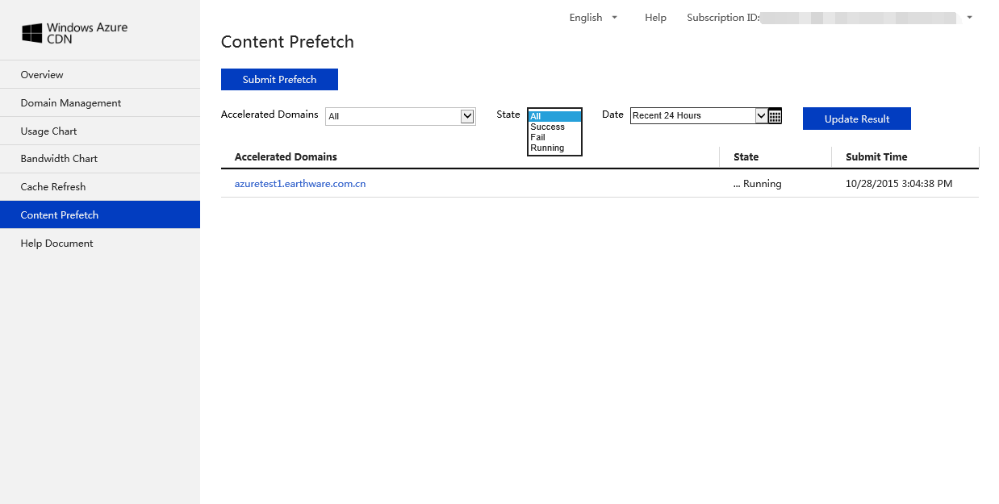 Windows Azure
CDN
English
Help
Subscription ID:
Content Prefetch
Submit Prefetch
Overview
Domain Management
Usage Chart
Bandwidth Chart
Cache Refresh
Content Prefetch
Help Document
Accelerated Domains
All
State
All
Success
Fail
Running
Date
Recent 24 Hours
Update Result
Accelerated Domains State Submit Time
azuretest1.earthware.com.cn ... Running 10/28/2015 3:04:38 PM